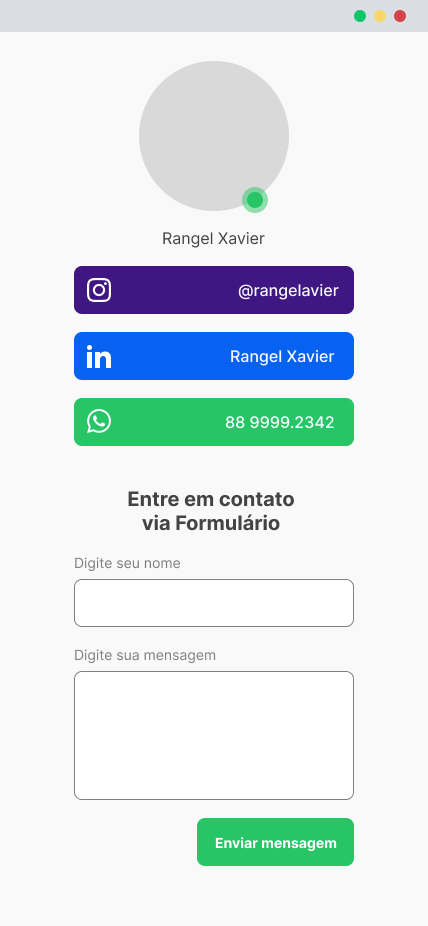 Rangel Xavier
@rangelavier
Rangel Xavier
88 9999.2342
Entre em contato
via Formulário
Digite seu nome
Digite sua mensagem
Enviar mensagem